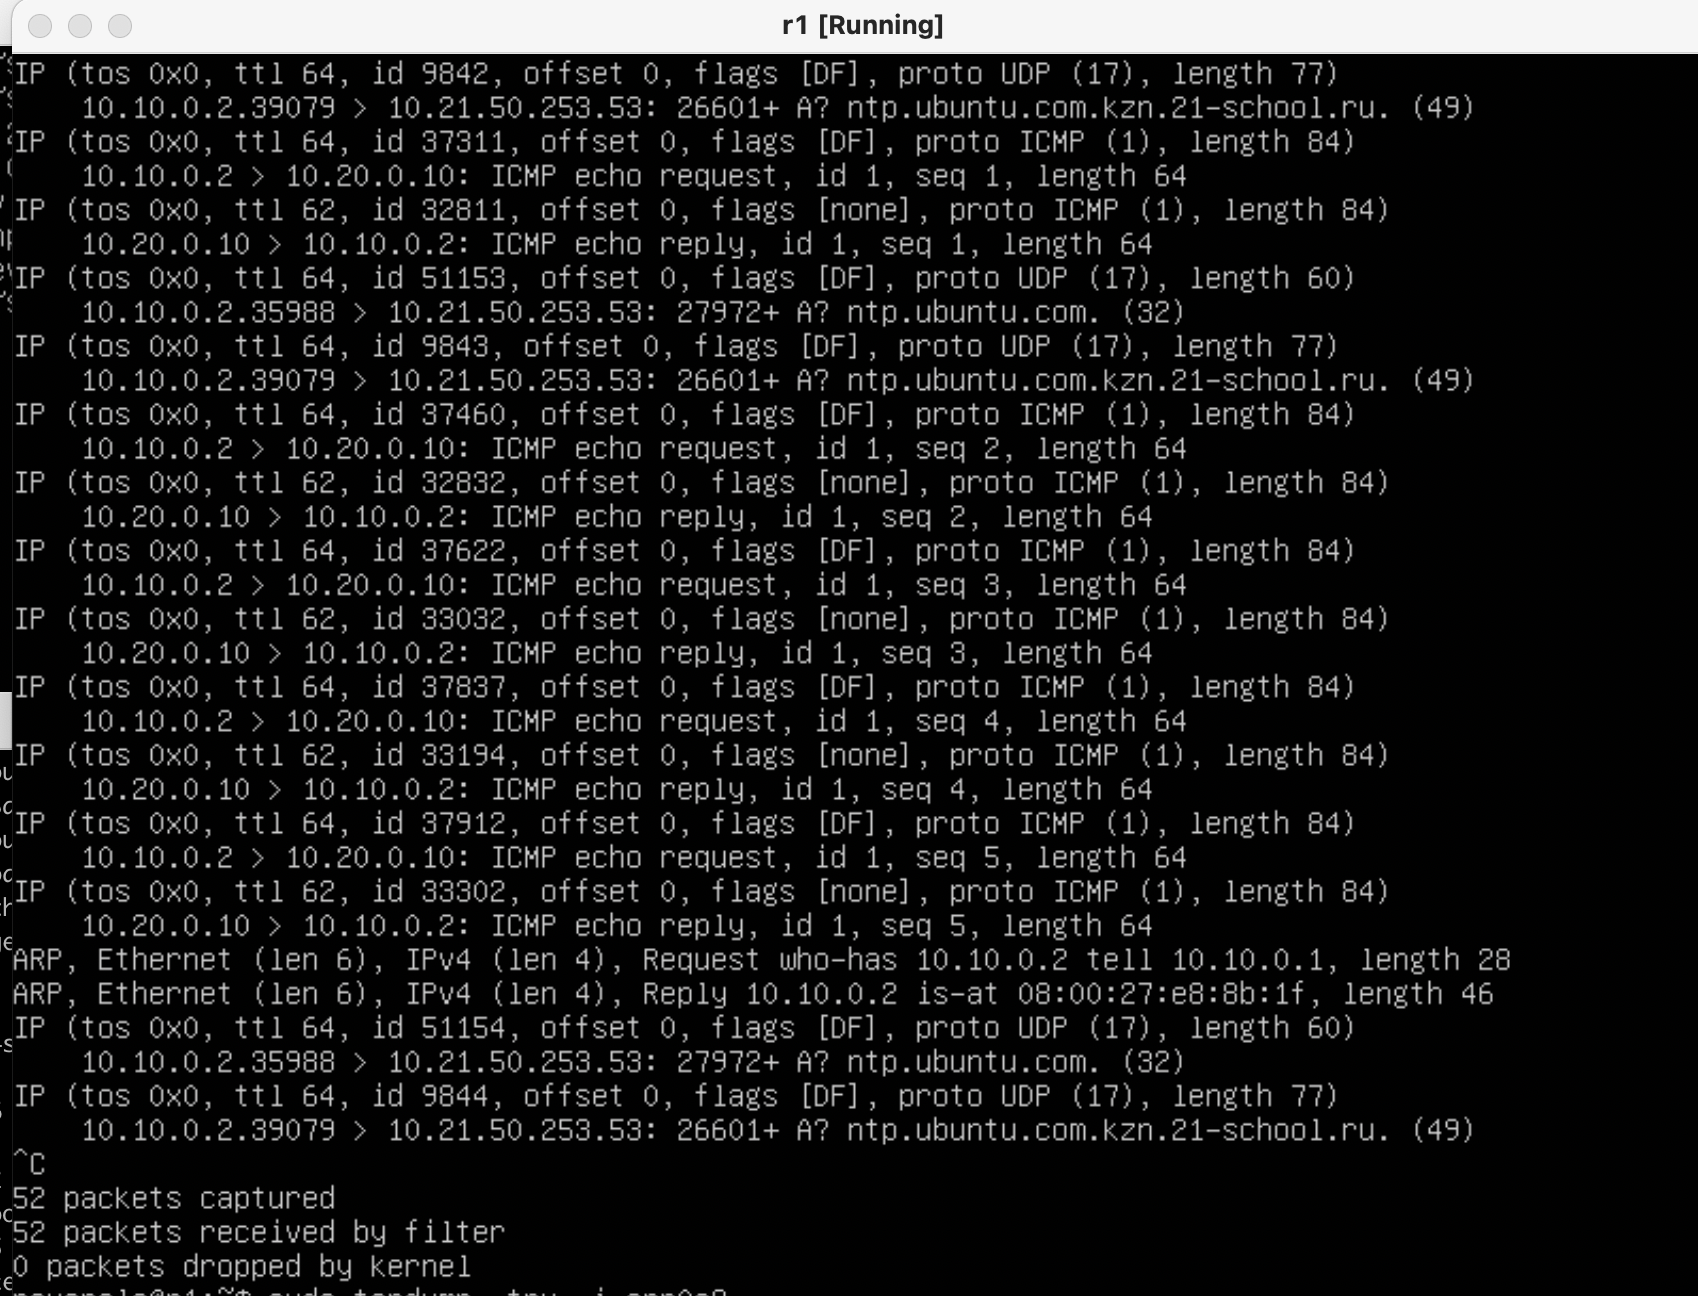 r1 [Running]
IP (tos 0x0, ttl 64, id 9842, offset 0, flags [DF], proto UDP (17), length 77)
10.10.0.2.39079 > 10.21.50.253.53: 26601+ A? ntp.ubuntu.com.kzn.21-school.ru. (49)
IP (tos 0x0, ttl 64, id 37311, offset 0, flags [DF], proto ICMP (1), length 84)
10.10.0.2 > 10.20.0.10: ICMP echo request, id 1, seq 1, length 64
IP (tos 0x0, ttl 62, id 32811, offset 0, flags [none], proto ICMP (1), length 84)
10.20.0.10 > 10.10.0.2: ICMP echo reply, id 1, seq 1, length 64
IP (tos 0x0, ttl 64, id 51153, offset 0, flags [DF], proto UDP (17), length 60)
10.10.0.2.35988 > 10.21.50.253.53: 27972+ A? ntp.ubuntu.com. (32)
IP (tos 0x0, ttl 64, id 9843, offset 0, flags [DF], proto UDP (17), length 77)
10.10.0.2.39079 > 10.21.50.253.53: 26601+ A? ntp.ubuntu.com.kzn.21-school.ru. (49)
IP (tos 0x0, ttl 64, id 37460, offset 0, flags [DF], proto ICMP (1), length 84)
10.10.0.2 > 10.20.0.10: ICMP echo request, id 1, seq 2, length 64
IP (tos 0x0, ttl 62, id 32832, offset 0, flags [none], proto ICMP (1), length 84)
10.20.0.10 > 10.10.0.2: ICMP echo reply, id 1, seq 2, length 64
IP (tos 0x0, ttl 64, id 37622, offset 0, flags [DF], proto ICMP (1), length 84)
10.10.0.2 > 10.20.0.10: ICMP echo request, id 1, seq 3, length 64
IP (tos 0x0, ttl 62, id 33032, offset 0, flags [none], proto ICMP (1), length 84)
10.20.0.10 > 10.10.0.2: ICMP echo reply, id 1, seq 3, length 64
IP (tos 0x0, ttl 64, id 37837, offset 0, flags [DF], proto ICMP (1), length 84)
10.10.0.2 > 10.20.0.10: ICMP echo request, id 1, seq 4, length 64
IP (tos 0x0, ttl 62, id 33194, offset 0, flags [none], proto ICMP (1), length 84)
10.20.0.10 > 10.10.0.2: ICMP echo reply, id 1, seq 4, length 64
IP (tos 0x0, ttl 64, id 37912, offset 0, flags [DF], proto ICMP (1), length 84)
10.10.0.2 > 10.20.0.10: ICMP echo request, id 1, seq 5, length 64
IP (tos 0x0, ttl 62, id 33302, offset 0, flags [none], proto ICMP (1), length 84)
10.20.0.10 > 10.10.0.2: ICMP echo reply, id 1, seq 5, length 64
ARP, Ethernet (len 6), IPv4 (len 4), Request who-has 10.10.0.2 tell 10.10.0.1, length 28
ARP, Ethernet (len 6), IPv4 (len 4), Reply 10.10.0.2 is-at 08:00:27:e8:8b:1f, length 46
IP (tos 0x0, ttl 64, id 51154, offset 0, flags [DF], proto UDP (17), length 60)
10.10.0.2.35988 > 10.21.50.253.53: 27972+ A? ntp.ubuntu.com. (32)
IP (tos 0x0, ttl 64, id 9844, offset 0, flags [DF], proto UDP (17), length 77)
10.10.0.2.39079 > 10.21.50.253.53: 26601+ A? ntp.ubuntu.com.kzn.21-school.ru. (49)
^C
52 packets captured
52 packets received by filter
0 packets dropped by kernel